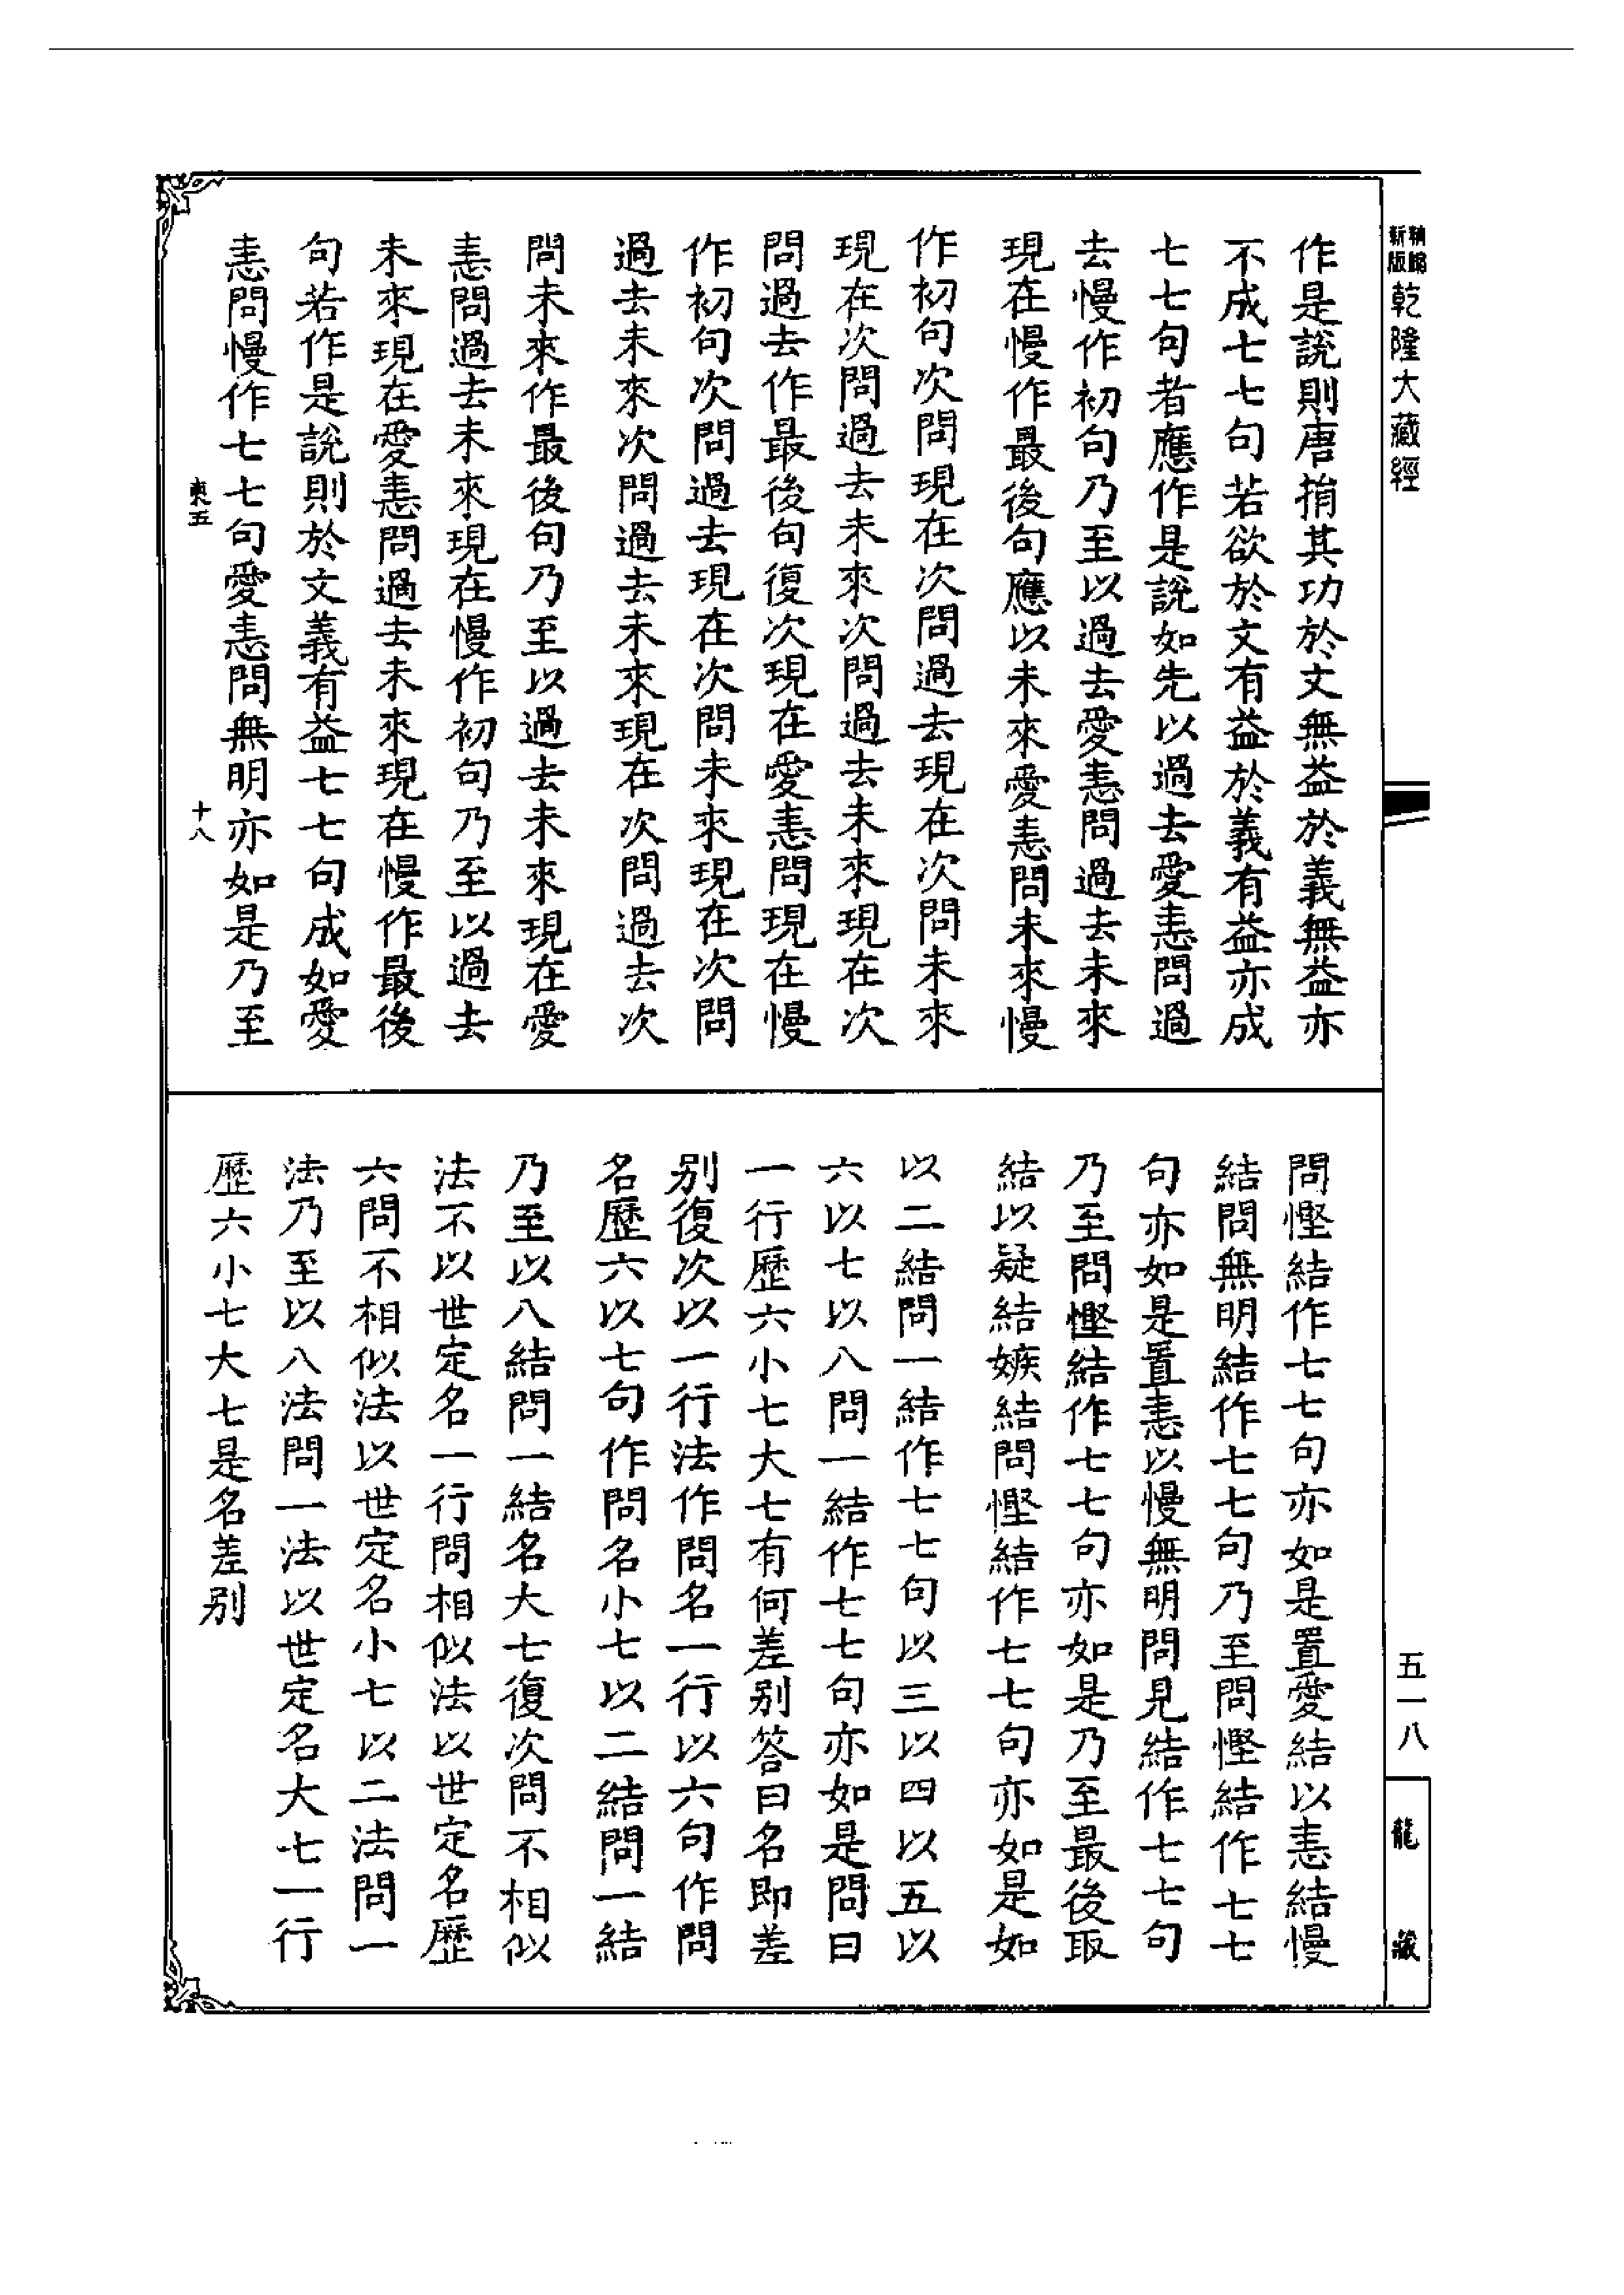 精縮新版乾隆大藏經
作是說則唐捐其功於文無益於義無益亦
不成七七句若欲於文有益於義有益亦成
七七句者應作是說如先以過去愛恚問過
去慢作初句乃至以過去愛恚問過去未來
現在慢作最後句應以未來愛恚問未來慢
作初句次問現在次問過去現在次問未來
現在次問過去未來次問過去未來現在次
問過去作最後句復次現在愛恚問現在慢
作初句次問過去現在次問未來現在次問
過去未來次問過去未來現在次問過去次
問未來作最後句乃至以過去未來現在愛
恚問過去未來現在慢作初句乃至以過去
未來現在愛恚問過去未來現在慢作最後
句若作是說則於文義有益七七句成如愛
恚問慢作七七句愛恚問無明亦如是乃至
東五
十八
問慳結作七七句亦如是置愛結以恚結慢
結問無明結作七七句乃至問慳結作七七
句亦如是置恚以慢無明問見結作七七句
乃至問慳結作七七句亦如是乃至最後取
結以疑結嫉結問慳結作七七句亦如是如
以二結問一結作七七句以三以四以五以
六以七以八問一結作七七句亦如是問曰
一行歷六小七大七有何差別答曰名即差
別復次以一行法作問名一行以六句作問
名歷六以七句作問名小七以二結問一結
乃至以八結問一結名大七復次問不相似
法不以世定名一行問相似法以世定名歷
六問不相似法以世定名小七以二法問一
法乃至以八法問一法以世定名大七一行
歷六小七大七是名差別
五一八
龍藏